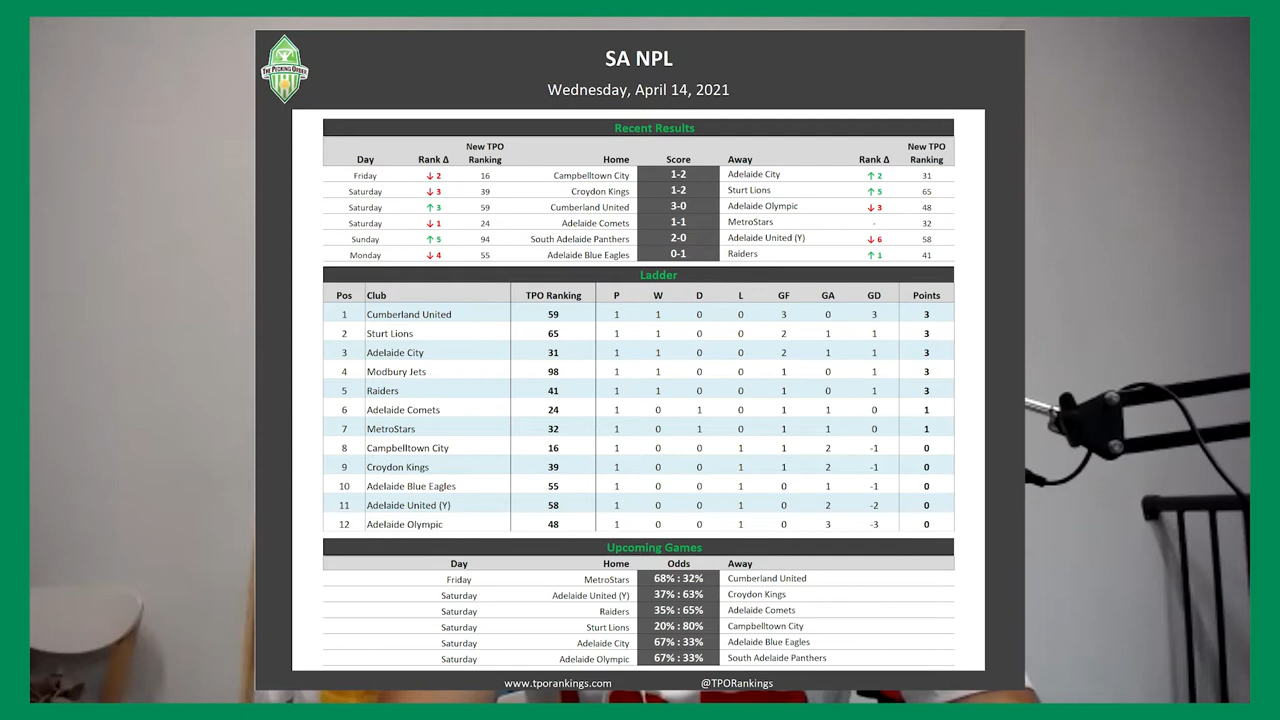 THE PECKING ORDER
SA NPL
Wednesday, April 14, 2021
Recent Results
Day Rank Δ New TPO Ranking Home Score Away Rank Δ New TPO Ranking
Friday ↓ 2 16 Campbelltown City 1-2 Adelaide City ↑ 2 31
Saturday ↓ 3 39 Croydon Kings 1-2 Sturt Lions ↑ 5 65
Saturday ↑ 3 59 Cumberland United 3-0 Adelaide Olympic ↓ 3 48
Saturday ↓ 1 24 Adelaide Comets 1-1 MetroStars - 32
Sunday ↑ 5 94 South Adelaide Panthers 2-0 Adelaide United (Y) ↓ 6 58
Monday ↓ 4 55 Adelaide Blue Eagles 0-1 Raiders ↑ 1 41
Ladder
Pos Club TPO Ranking P W D L GF GA GD Points
1 Cumberland United 59 1 1 0 0 3 0 3 3
2 Sturt Lions 65 1 1 0 0 2 1 1 3
3 Adelaide City 31 1 1 0 0 2 1 1 3
4 Modbury Jets 98 1 1 0 0 1 0 1 3
5 Raiders 41 1 1 0 0 1 0 1 3
6 Adelaide Comets 24 1 0 1 0 1 1 0 1
7 MetroStars 32 1 0 1 0 1 1 0 1
8 Campbelltown City 16 1 0 0 1 1 2 -1 0
9 Croydon Kings 39 1 0 0 1 1 2 -1 0
10 Adelaide Blue Eagles 55 1 0 0 1 0 1 -1 0
11 Adelaide United (Y) 58 1 0 0 1 0 2 -2 0
12 Adelaide Olympic 48 1 0 0 1 0 3 -3 0
Upcoming Games
Day Home Odds Away
Friday MetroStars 68% : 32% Cumberland United
Saturday Adelaide United (Y) 37% : 63% Croydon Kings
Saturday Raiders 35% : 65% Adelaide Comets
Saturday Sturt Lions 20% : 80% Campbelltown City
Saturday Adelaide City 67% : 33% Adelaide Blue Eagles
Saturday Adelaide Olympic 67% : 33% South Adelaide Panthers
www.tporankings.com @TPORankings